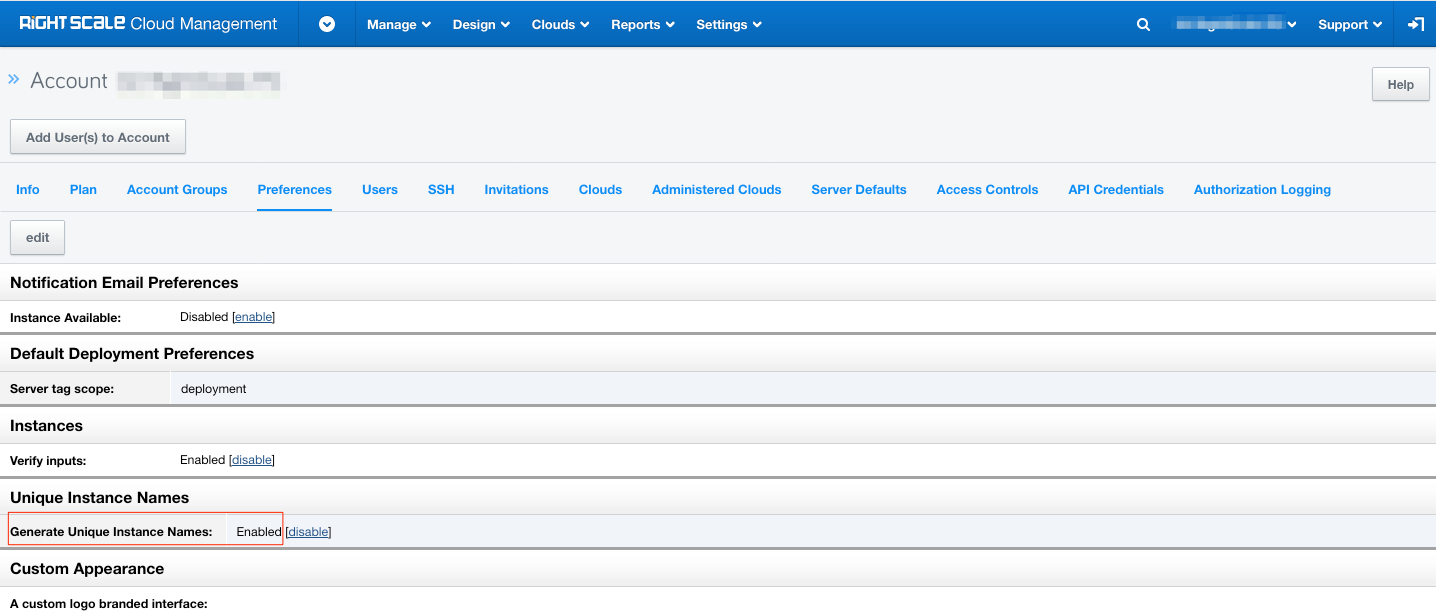 RIGHTSCALE Cloud Management Manage Design Clouds Reports Settings Support
» Account
Help
Add User(s) to Account
Info Plan Account Groups Preferences Users SSH Invitations Clouds Administered Clouds Server Defaults Access Controls API Credentials Authorization Logging
edit
Notification Email Preferences
Instance Available: Disabled [enable]
Default Deployment Preferences
Server tag scope: deployment
Instances
Verify inputs: Enabled [disable]
Unique Instance Names
Generate Unique Instance Names: Enabled [disable]
Custom Appearance
A custom logo branded interface: